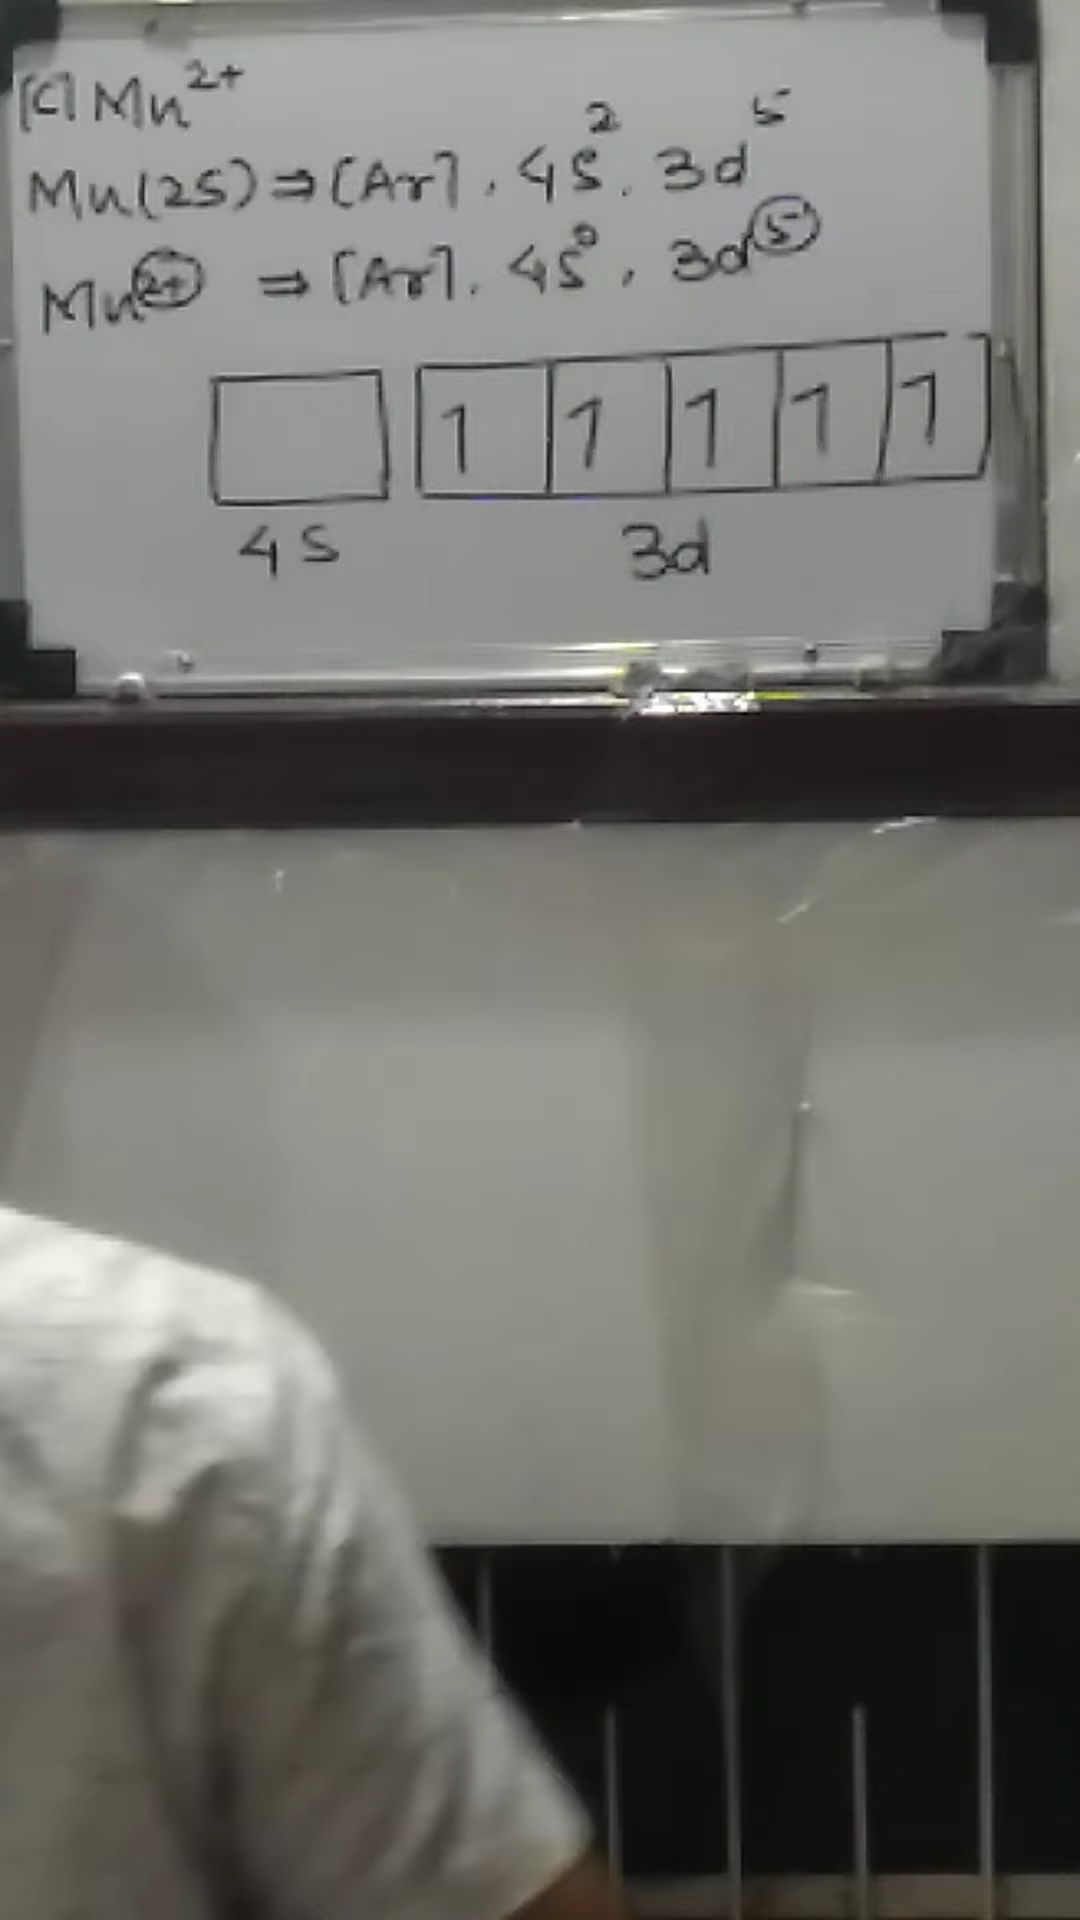 [C] Mn²⁺
Mn(25) ⇒ [Ar] . 4s² . 3d⁵
Mn²⁺ ⇒ [Ar] . 4s⁰ . 3d⁵
1 1 1 1 1
4s 3d